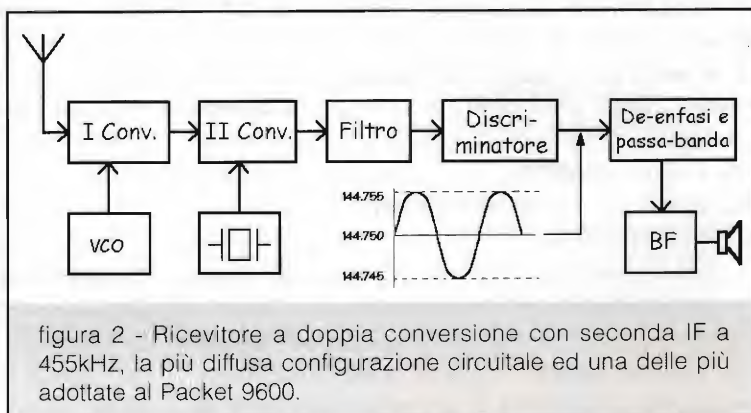 I Conv.
II Conv.
Filtro
Discri-
minatore
De-enfasi e
passa-banda
VCO
144.755
144.750
144.745
BF
figura 2 - Ricevitore a doppia conversione con seconda IF a
455kHz, la più diffusa configurazione circuitale ed una delle più
adottate al Packet 9600.